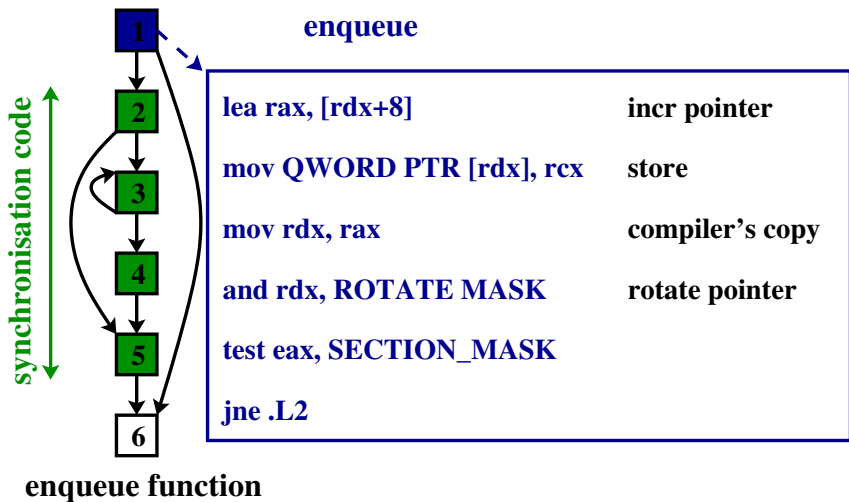 1
enqueue
2
3
4
5
6
synchronisation code
lea rax, [rdx+8] incr pointer
mov QWORD PTR [rdx], rcx store
mov rdx, rax compiler's copy
and rdx, ROTATE MASK rotate pointer
test eax, SECTION_MASK
jne .L2
enqueue function